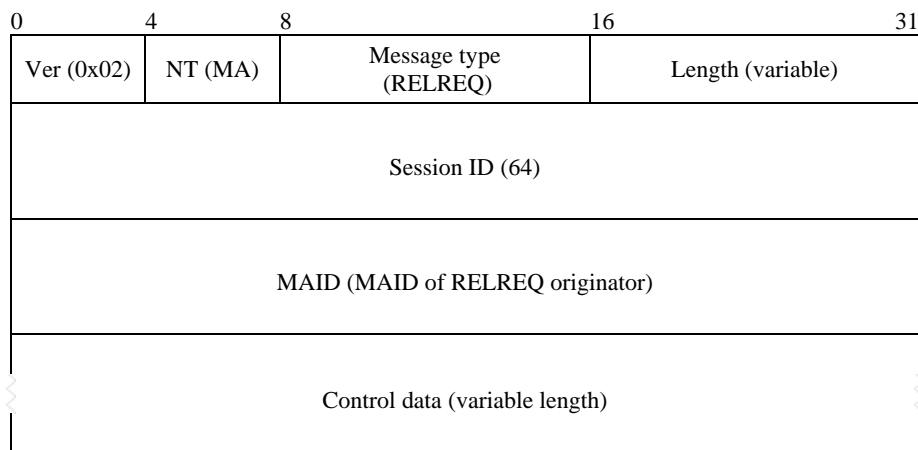 0 4 8 16 31
Ver (0x02) NT (MA) Message type Length (variable)
(RELREQ)
Session ID (64)
MAID (MAID of RELREQ originator)
Control data (variable length)